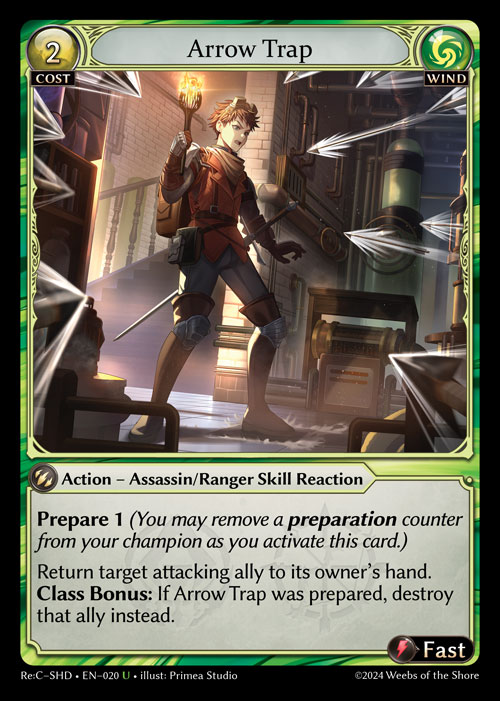 2
Arrow Trap
COST
WIND
Action – Assassin/Ranger Skill Reaction
Prepare 1 (You may remove a preparation counter
from your champion as you activate this card.)
Return target attacking ally to its owner's hand.
Class Bonus: If Arrow Trap was prepared, destroy
that ally instead.
Fast
Re:C–SHD • EN–020 U • illust: Primea Studio
©2024 Weebs of the Shore